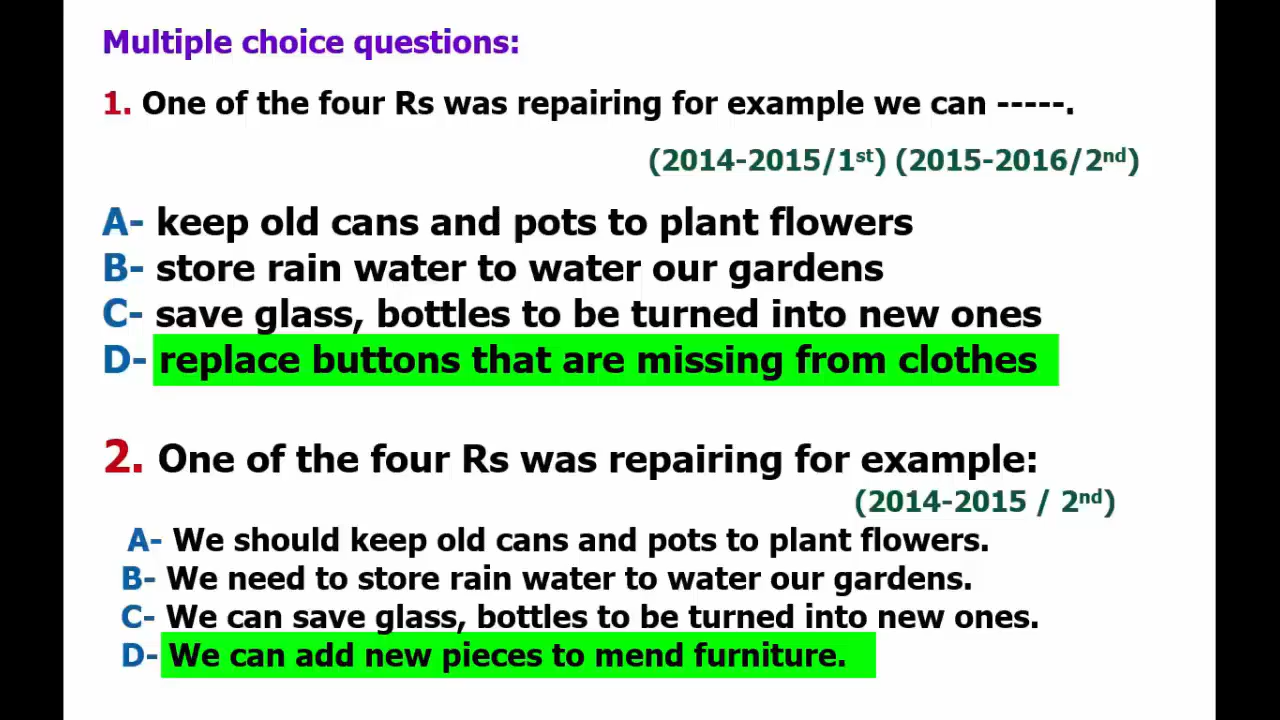 Multiple choice questions:
1. One of the four Rs was repairing for example we can -----.
(2014-2015/1st) (2015-2016/2nd)
A- keep old cans and pots to plant flowers
B- store rain water to water our gardens
C- save glass, bottles to be turned into new ones
D- replace buttons that are missing from clothes
2. One of the four Rs was repairing for example:
(2014-2015 / 2nd)
A- We should keep old cans and pots to plant flowers.
B- We need to store rain water to water our gardens.
C- We can save glass, bottles to be turned into new ones.
D- We can add new pieces to mend furniture.